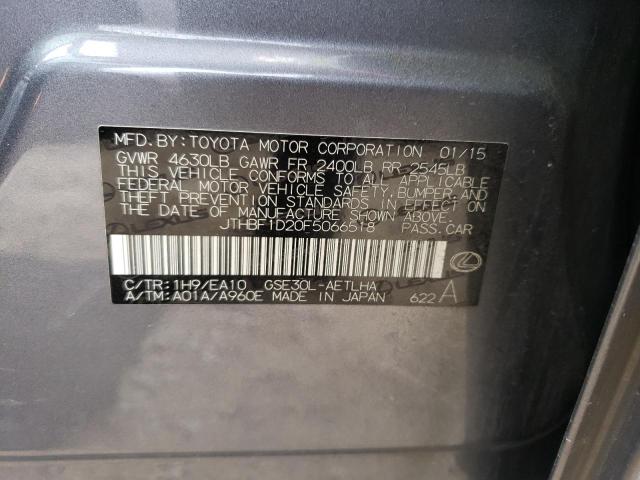 MFD. BY: TOYOTA MOTOR CORPORATION 01/15
GVWR 4630LB GAWR FR 2400LB RR 2545LB
THIS VEHICLE CONFORMS TO ALL APPLICABLE
FEDERAL MOTOR VEHICLE SAFETY, BUMPER, AND
THEFT PREVENTION STANDARDS IN EFFECT ON
THE DATE OF MANUFACTURE SHOWN ABOVE.
JTHBF1D20F5066518 PASS. CAR
C/TR: 1H9/EA10 GSE30L-AETLHA
A/TM: A01A/A960E MADE IN JAPAN 622 A